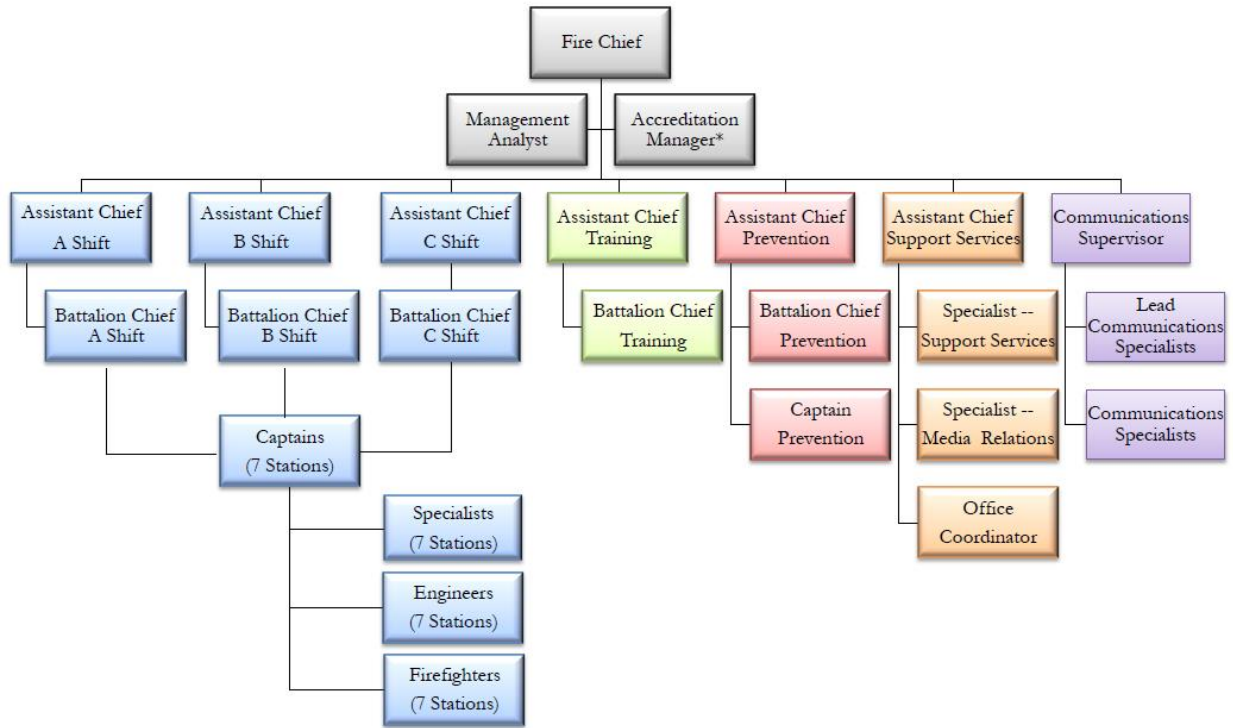 Fire Chief
Management
Analyst
Accreditation
Manager*
Assistant Chief
A Shift
Assistant Chief
B Shift
Assistant Chief
C Shift
Assistant Chief
Training
Assistant Chief
Prevention
Assistant Chief
Support Services
Communications
Supervisor
Battalion Chief
A Shift
Battalion Chief
B Shift
Battalion Chief
C Shift
Battalion Chief
Training
Battalion Chief
Prevention
Specialist --
Support Services
Lead
Communications
Specialists
Captains
(7 Stations)
Captain
Prevention
Specialist --
Media Relations
Communications
Specialists
Specialists
(7 Stations)
Office
Coordinator
Engineers
(7 Stations)
Firefighters
(7 Stations)